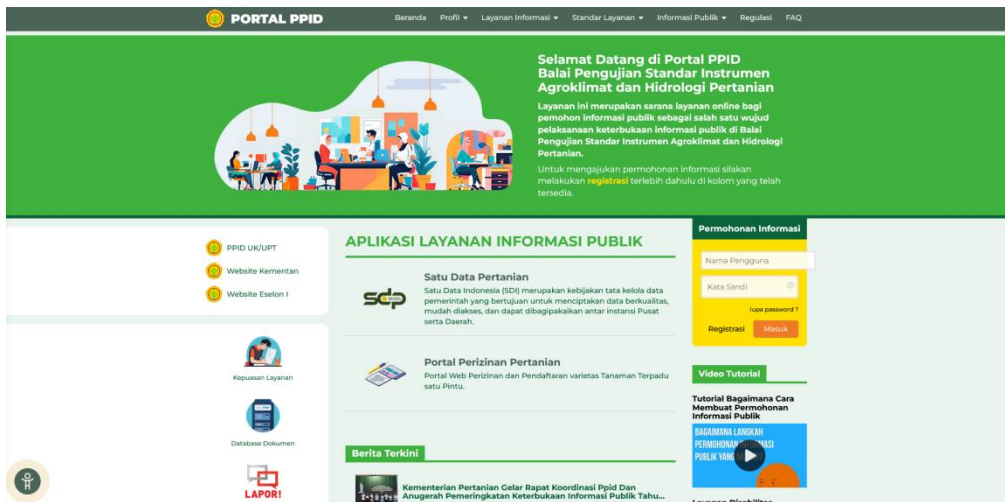 PORTAL PPID
Beranda Profil Layanan Informasi Standar Layanan Informasi Publik Regulasi FAQ
Selamat Datang di Portal PPID
Balai Pengujian Standar Instrumen
Agroklimat dan Hidrologi Pertanian
Layanan ini merupakan sarana layanan online bagi
pemohon informasi publik sebagai salah satu wujud
pelaksanaan keterbukaan informasi publik di Balai
Pengujian Standar Instrumen Agroklimat dan Hidrologi
Pertanian.
Untuk mengajukan permohonan informasi silakan
melakukan registrasi terlebih dahulu di kolom yang telah
tersedia.
PPID UK/UPT
Website Kementan
Website Eselon I
Kepuasan Layanan
Database Dokumen
LAPOR!
APLIKASI LAYANAN INFORMASI PUBLIK
Satu Data Pertanian
sdp
Satu Data Indonesia (SDI) merupakan kebijakan tata kelola data
pemerintah yang bertujuan untuk menciptakan data berkualitas,
mudah diakses, dan dapat dibagipakaikan antar instansi Pusat
serta Daerah.
Portal Perizinan Pertanian
Portal Web Perizinan dan Pendaftaran varietas Tanaman Terpadu
satu Pintu.
Berita Terkini
Kementerian Pertanian Gelar Rapat Koordinasi Ppid Dan
Anugerah Pemeringkatan Keterbukaan Informasi Publik Tahu...
Permohonan Informasi
Nama Pengguna
Kata Sandi
lupa password ?
Registrasi Masuk
Video Tutorial
Tutorial Bagaimana Cara
Membuat Permohonan
Informasi Publik
BAGAIMANA LANGKAH
PUBLIK YANG